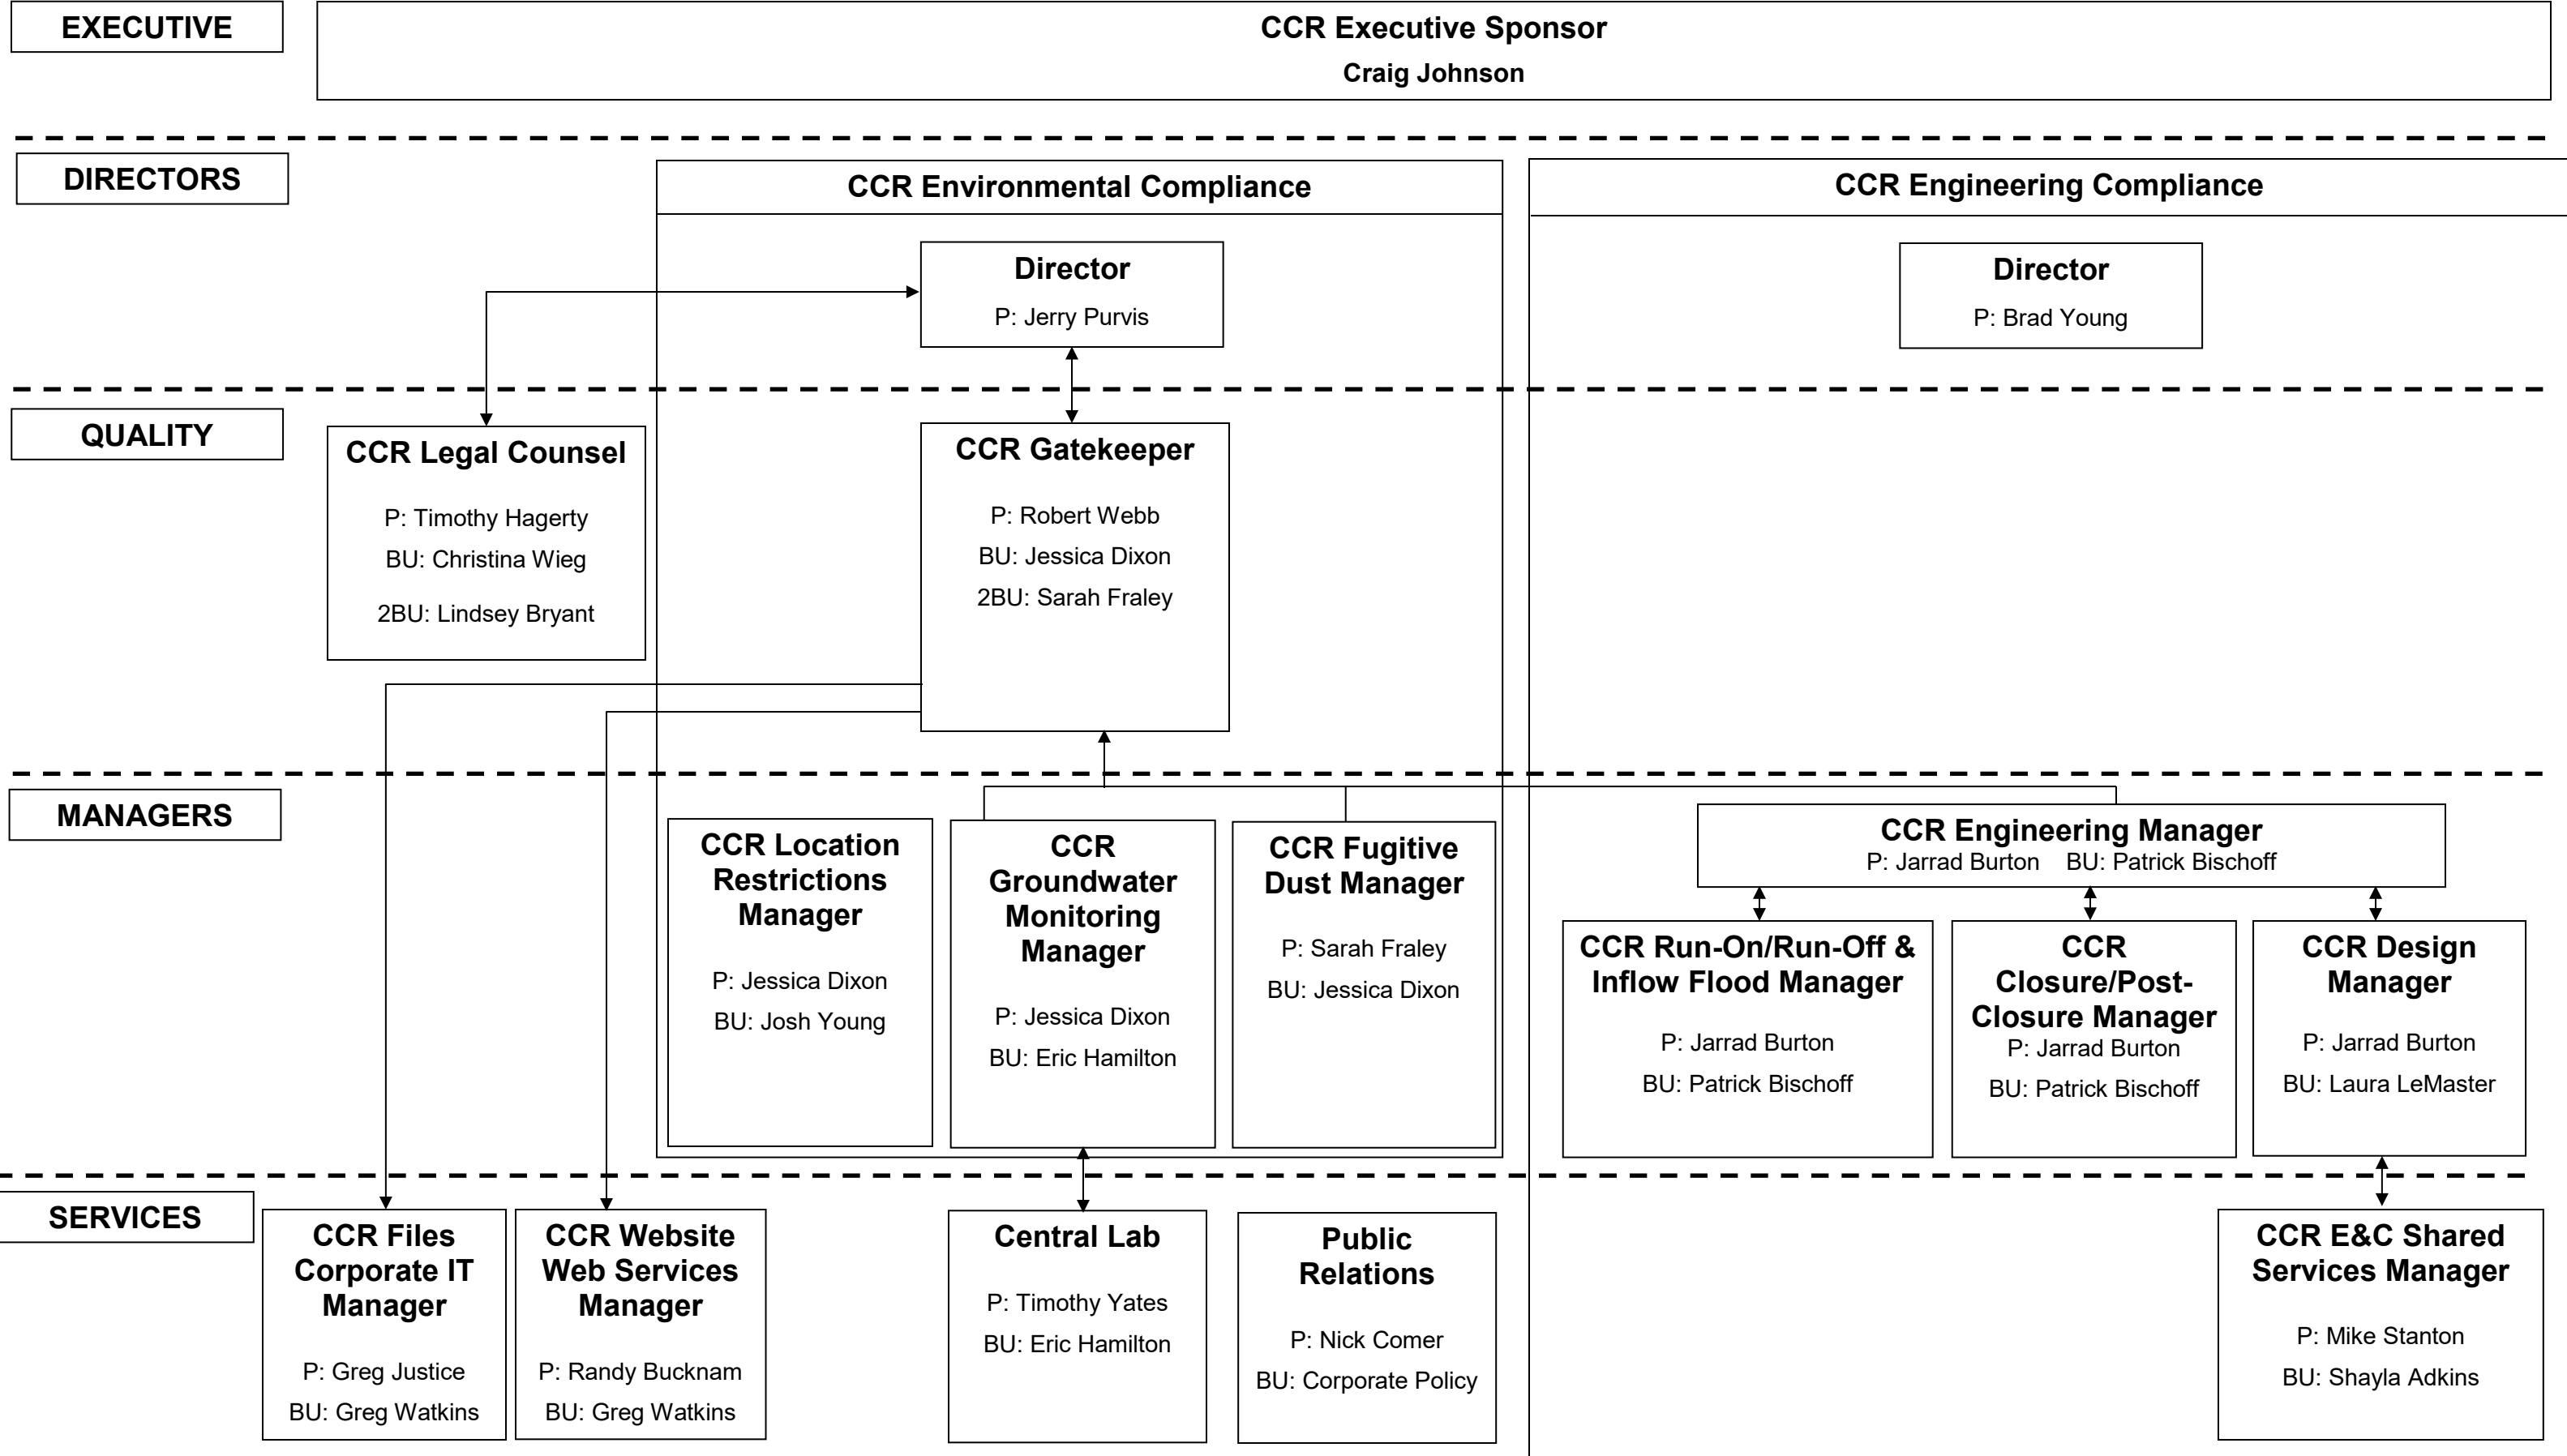 EXECUTIVE
CCR Executive Sponsor
Craig Johnson
DIRECTORS
CCR Environmental Compliance
CCR Engineering Compliance
Director
P: Jerry Purvis
Director
P: Brad Young
QUALITY
CCR Legal Counsel
P: Timothy Hagerty
BU: Christina Wieg
2BU: Lindsey Bryant
CCR Gatekeeper
P: Robert Webb
BU: Jessica Dixon
2BU: Sarah Fraley
MANAGERS
CCR Location
Restrictions
Manager
P: Jessica Dixon
BU: Josh Young
CCR
Groundwater
Monitoring
Manager
P: Jessica Dixon
BU: Eric Hamilton
CCR Fugitive
Dust Manager
P: Sarah Fraley
BU: Jessica Dixon
CCR Engineering Manager
P: Jarrad Burton BU: Patrick Bischoff
CCR Run-On/Run-Off &
Inflow Flood Manager
P: Jarrad Burton
BU: Patrick Bischoff
CCR
Closure/Post-
Closure Manager
P: Jarrad Burton
BU: Patrick Bischoff
CCR Design
Manager
P: Jarrad Burton
BU: Laura LeMaster
SERVICES
CCR Files
Corporate IT
Manager
P: Greg Justice
BU: Greg Watkins
CCR Website
Web Services
Manager
P: Randy Bucknam
BU: Greg Watkins
Central Lab
P: Timothy Yates
BU: Eric Hamilton
Public
Relations
P: Nick Comer
BU: Corporate Policy
CCR E&C Shared
Services Manager
P: Mike Stanton
BU: Shayla Adkins